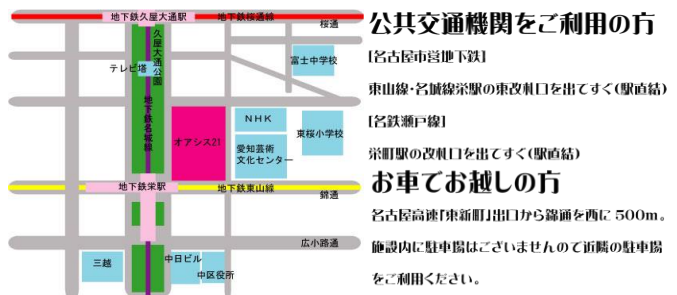 地下鉄久屋大通駅
地下鉄桜通線
桜通
久屋大通公園
テレビ塔
富士中学校
地下鉄名城線
オアシス21
NHK
愛知芸術
文化センター
東桜小学校
地下鉄栄駅
地下鉄東山線
錦通
広小路通
三越
中日ビル
中区役所
公共交通機関をご利用の方
[名古屋市営地下鉄]
東山線・名城線栄駅の東改札口を出てすぐ(駅直結)
[名鉄瀬戸線]
栄町駅の改札口を出てすぐ(駅直結)
お車でお越しの方
名古屋高速「東新町」出口から錦通を西に500m。
施設内に駐車場はございませんので近隣の駐車場
をご利用ください。